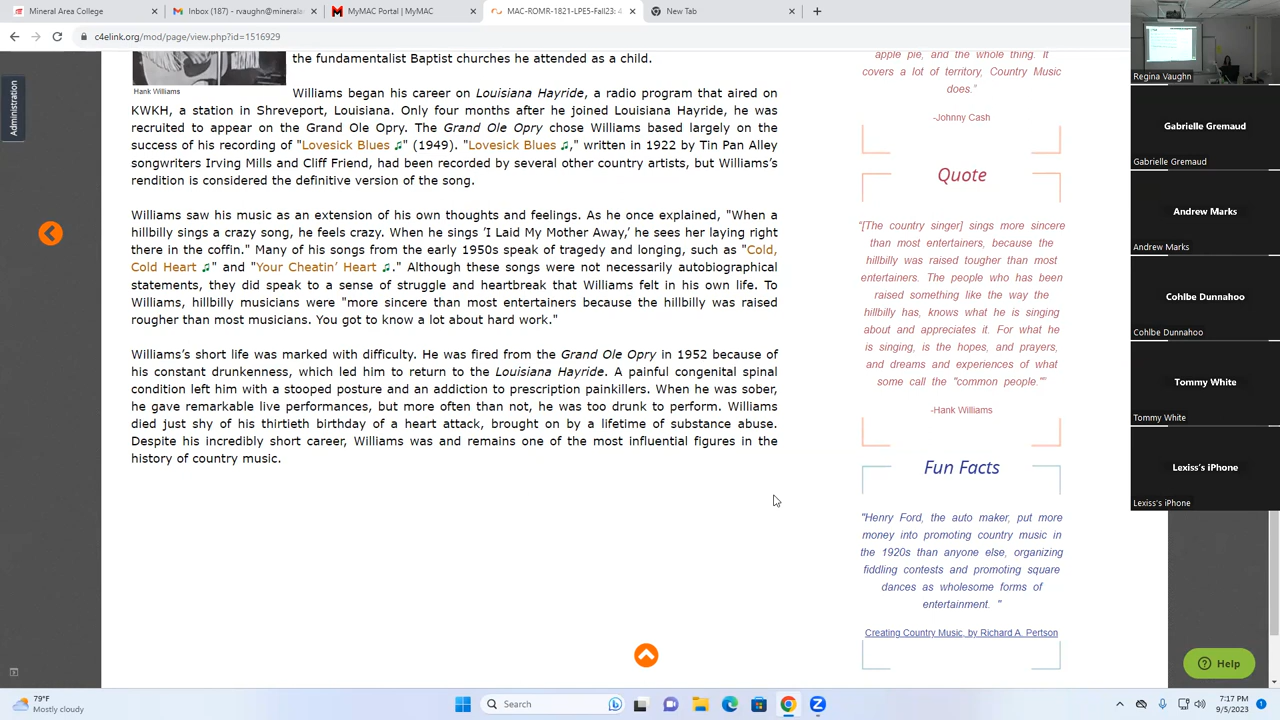 Mineral Area College
Inbox (187) - rvaughn@mineralar
MyMAC Portal | MyMAC
MAC-ROMR-1821-LPE5-Fall23: 4
New Tab
c4elink.org/mod/page/view.php?id=1516929
Administration
Hank Williams
the fundamentalist Baptist churches he attended as a child.
Williams began his career on Louisiana Hayride, a radio program that aired on
KWKH, a station in Shreveport, Louisiana. Only four months after joining Louisiana Hayride, he was
recruited to appear on the Grand Ole Opry. The Grand Ole Opry chose Williams based largely on the
success of his recording of "Lovesick Blues ♫" (1949). "Lovesick Blues ♫," written in 1922 by Tin Pan Alley
songwriters Irving Mills and Cliff Friend, had been recorded by several other country artists, but Williams's
rendition is considered the definitive version of the song.
Williams saw his music as an extension of his own thoughts and feelings. As he once explained, "When a
hillbilly sings a crazy song, he feels crazy. When he sings 'I Laid My Mother Away,' he sees her laying right
there in the coffin." Many of his songs from the early 1950s speak of tragedy and longing, such as "Cold,
Cold Heart ♫" and "Your Cheatin' Heart ♫." Although these songs were not necessarily autobiographical
statements, they did speak to a sense of struggle and heartbreak that Williams felt in his own life. To
Williams, hillbilly musicians were "more sincere than most entertainers because the hillbilly was raised
rougher than most musicians. You got to know a lot about hard work."
Williams's short life was marked with difficulty. He was fired from the Grand Ole Opry in 1952 because of
his constant drunkenness, which led him to return to the Louisiana Hayride. A painful congenital spinal
condition left him with a stooped posture and an addiction to prescription painkillers. When he was sober,
he gave remarkable live performances, but more often than not, he was too drunk to perform. Williams
died just shy of his thirtieth birthday of a heart attack, brought on by a lifetime of substance abuse.
Despite his incredibly short career, Williams was and remains one of the most influential figures in the
history of country music.
apple pie, and the whole thing. It
covers a lot of territory, Country Music
does."
-Johnny Cash
Quote
"[The country singer] sings more sincere
than most entertainers, because the
hillbilly was raised tougher than most
entertainers. The people who has been
raised something like the way the
hillbilly has, knows what he is singing
about and appreciates it. For what he
is singing, is the hopes, and prayers,
and dreams and experiences of what
some call the "common people.""
-Hank Williams
Fun Facts
"Henry Ford, the auto maker, put more
money into promoting country music in
the 1920s than anyone else, organizing
fiddling contests and promoting square
dances as wholesome forms of
entertainment. "
Creating Country Music, by Richard A. Pertson
Help
Regina Vaughn
Gabrielle Gremaud
Gabrielle Gremaud
Andrew Marks
Andrew Marks
Cohlbe Dunnahoo
Cohlbe Dunnahoo
Tommy White
Tommy White
Lexiss's iPhone
Lexiss's iPhone
79°F
Mostly cloudy
Search
7:17 PM
9/5/2023